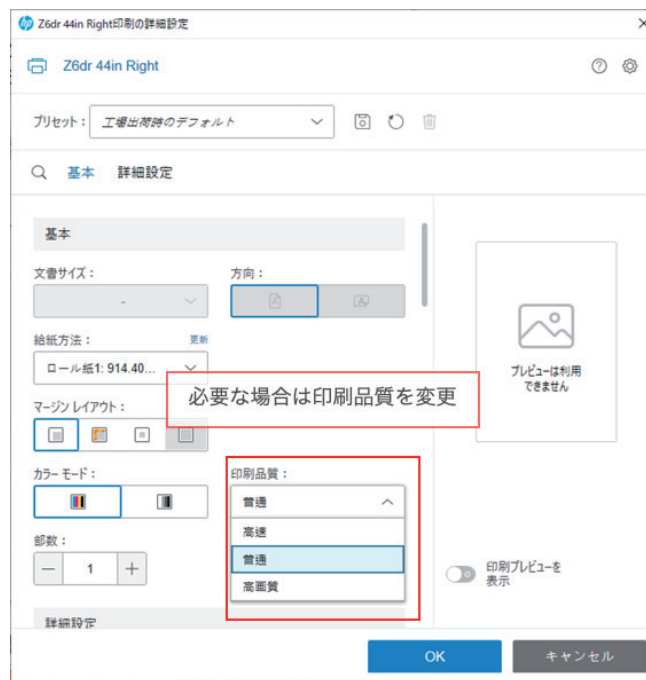 Z6dr 44in Right印刷の詳細設定
Z6dr 44in Right
プリセット： 工場出荷時のデフォルト
基本 詳細設定
基本
文書サイズ： 方向：
-
給紙方法： 更新
ロール紙1: 914.40...
必要な場合は印刷品質を変更
プレビューは利用
できません
マージン レイアウト：
カラー モード： 印刷品質：
普通
高速
部数：
普通
1
高画質
印刷プレビューを
表示
詳細設定
OK キャンセル